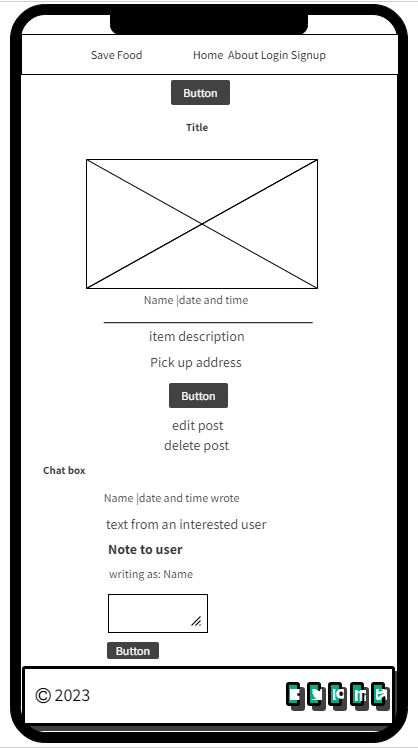 Save Food Home About Login Signup
Button
Title
Name |date and time
item description
Pick up address
Button
edit post
delete post
Chat box
Name |date and time wrote
text from an interested user
Note to user
writing as: Name
Button
© 2023